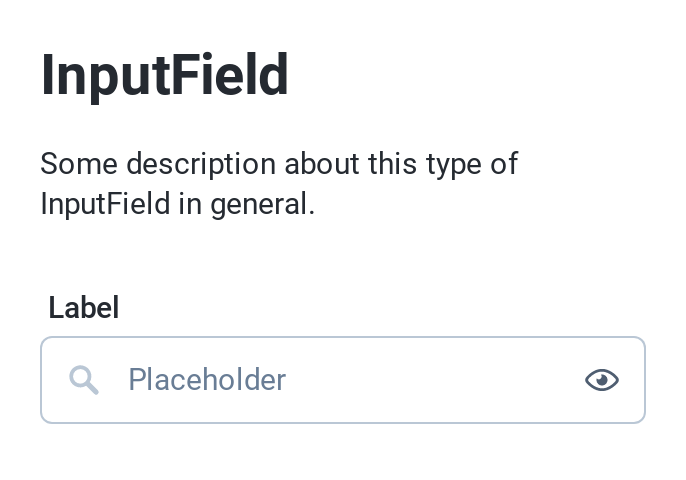 InputField
Some description about this type of
InputField in general.
Label
Placeholder